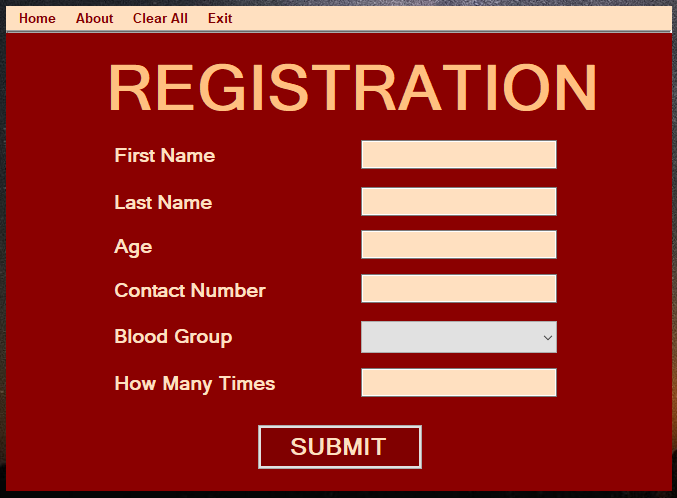 Home About Clear All Exit
REGISTRATION
First Name
Last Name
Age
Contact Number
Blood Group
How Many Times
SUBMIT